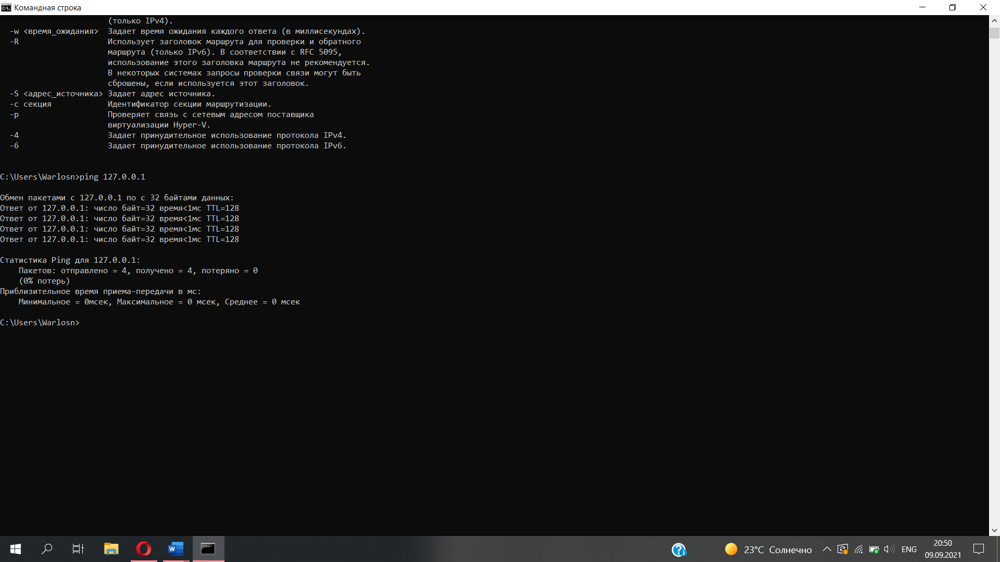 Командная строка
(только IPv4).
-w <время_ожидания> Задает время ожидания каждого ответа (в миллисекундах).
-R Использует заголовок маршрута для проверки и обратного
маршрута (только IPv6). В соответствии с RFC 5095,
использование этого заголовка маршрута не рекомендуется.
В некоторых системах запросы проверки связи могут быть
сброшены, если используется этот заголовок.
-S <адрес_источника> Задает адрес источника.
-c секция Идентификатор секции маршрутизации.
-p Проверяет связь с сетевым адресом поставщика
виртуализации Hyper-V.
-4 Задает принудительное использование протокола IPv4.
-6 Задает принудительное использование протокола IPv6.
C:\Users\Warlosn>ping 127.0.0.1
Обмен пакетами с 127.0.0.1 по с 32 байтами данных:
Ответ от 127.0.0.1: число байт=32 время<1мс TTL=128
Ответ от 127.0.0.1: число байт=32 время<1мс TTL=128
Ответ от 127.0.0.1: число байт=32 время<1мс TTL=128
Ответ от 127.0.0.1: число байт=32 время<1мс TTL=128
Статистика Ping для 127.0.0.1:
Пакетов: отправлено = 4, получено = 4, потеряно = 0
(0% потерь)
Приблизительное время приема-передачи в мс:
Минимальное = 0мсек, Максимальное = 0 мсек, Среднее = 0 мсек
C:\Users\Warlosn>
23°C Солнечно
ENG
20:50
09.09.2021